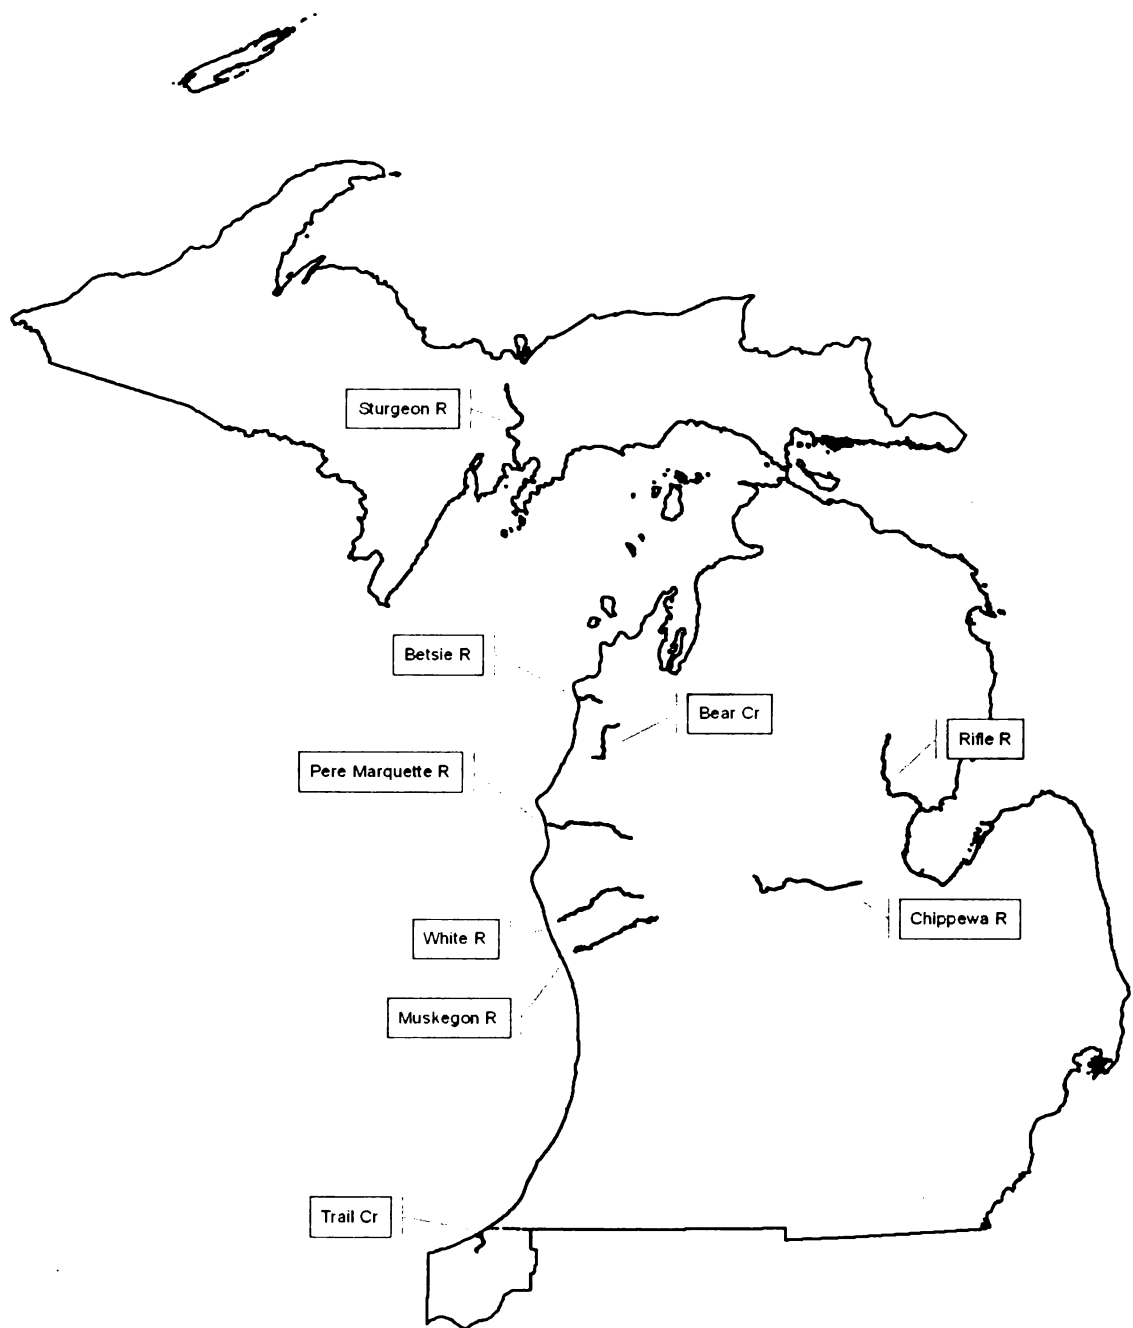 Sturgeon R
Betsie R
Bear Cr
Rifle R
Pere Marquette R
Chippewa R
White R
Muskegon R
Trail Cr